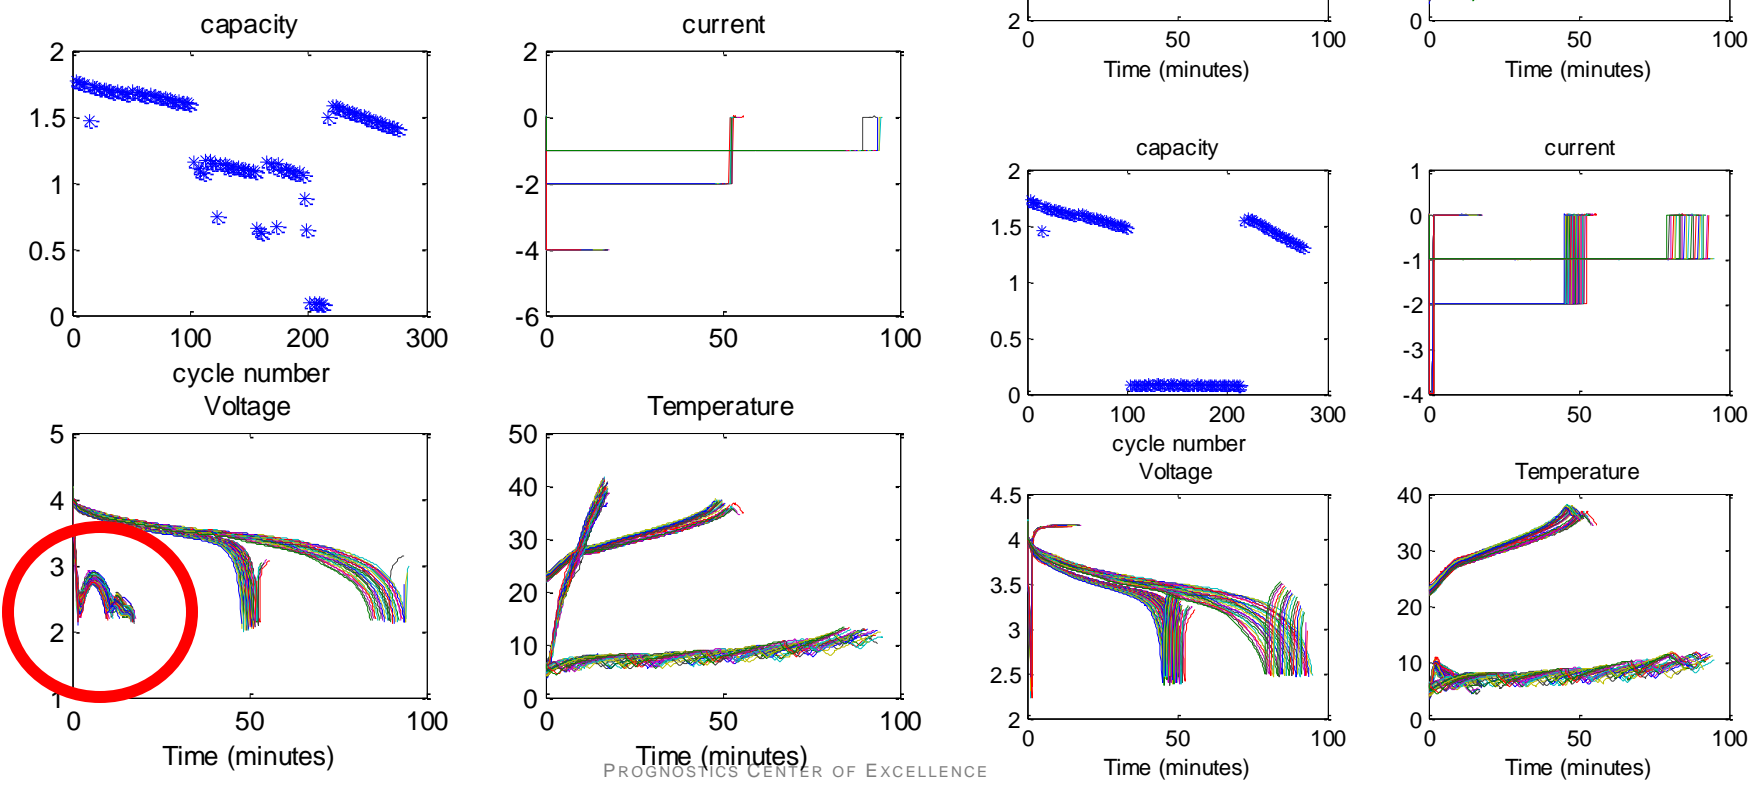 capacity
2
1.5
1
0.5
0
0 100 200 300
cycle number
current
2
0
-2
-4
-6
0 50 100
Voltage
5
4
3
2
1
0 50 100
Time (minutes)
Temperature
50
40
30
20
10
0
0 50 100
Time (minutes)
2
0 50 100
Time (minutes)
0
0 50 100
Time (minutes)
capacity
2
1.5
1
0.5
0
0 100 200 300
cycle number
current
1
0
-1
-2
-3
-4
0 50 100
Voltage
4.5
4
3.5
3
2.5
2
0 50 100
Time (minutes)
Temperature
40
30
20
10
0
0 50 100
Time (minutes)
PROGNOSTICS CENTER OF EXCELLENCE